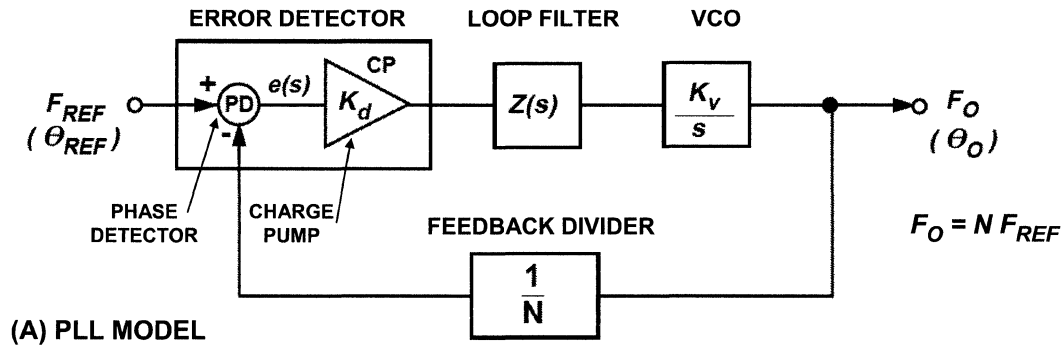 ERROR DETECTOR
LOOP FILTER
VCO
CP
e(s)
+
PD
-
K_d
Z(s)
K_v
s
F_REF
(Θ_REF)
F_O
(Θ_O)
PHASE
DETECTOR
CHARGE
PUMP
FEEDBACK DIVIDER
F_O = N F_REF
1
N
(A) PLL MODEL